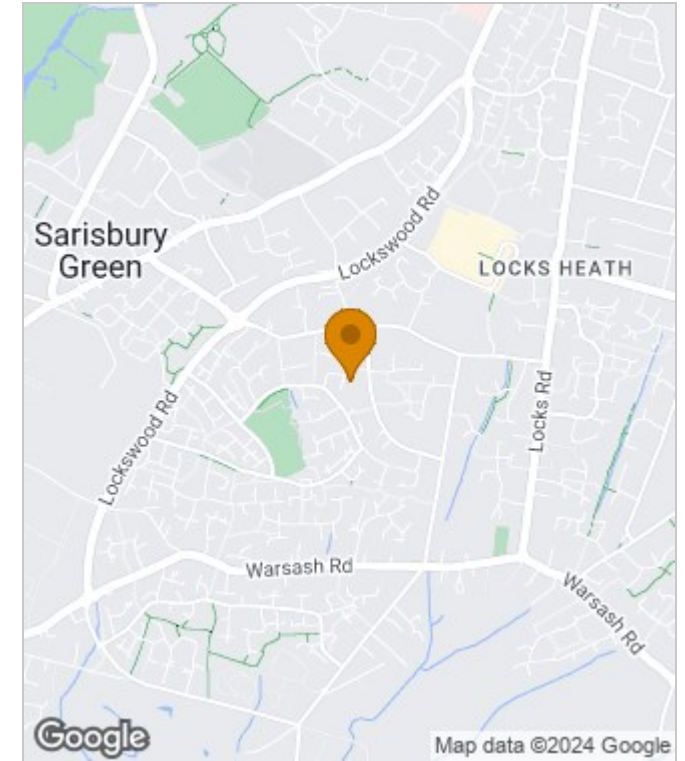 Sarisbury
Green
Lockswood Rd
LOCKS HEATH
Lockswood Rd
Locks Rd
Warsash Rd
Warsash Rd
Google
Map data ©2024 Google